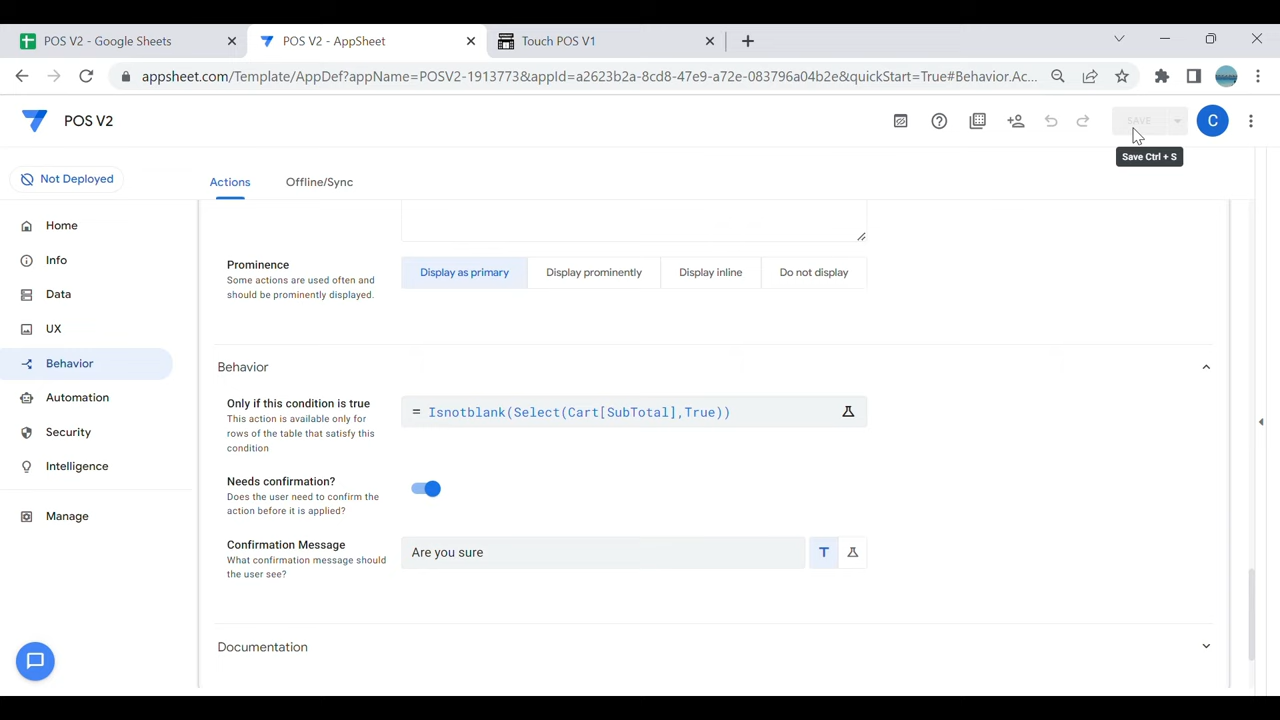 POS V2 - Google Sheets
POS V2 - AppSheet
Touch POS V1
appsheet.com/Template/AppDef?appName=POSV2-1913773&appId=a2623b2a-8cd8-47e9-a72e-083796a04b2e&quickStart=True#Behavior.Ac...
POS V2
SAVE
C
Save Ctrl + S
Not Deployed
Actions
Offline/Sync
Home
Info
Data
UX
Behavior
Automation
Security
Intelligence
Manage
Prominence
Some actions are used often and
should be prominently displayed.
Display as primary
Display prominently
Display inline
Do not display
Behavior
Only if this condition is true
This action is available only for
rows of the table that satisfy this
condition
= Isnotblank(Select(Cart[SubTotal],True))
Needs confirmation?
Does the user need to confirm the
action before it is applied?
Confirmation Message
What confirmation message should
the user see?
Are you sure
T
Documentation